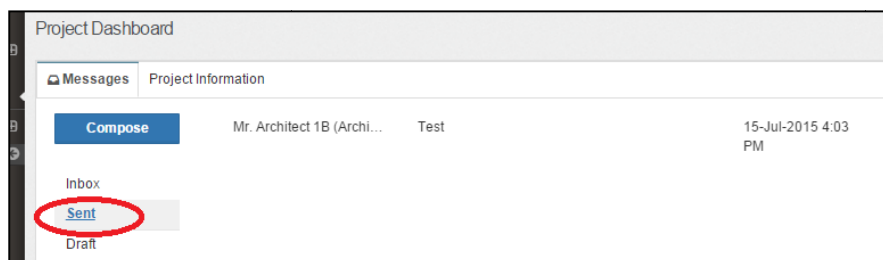 Project Dashboard
Messages Project Information
Compose Mr. Architect 1B (Archi... Test 15-Jul-2015 4:03
PM
Inbox
Sent
Draft